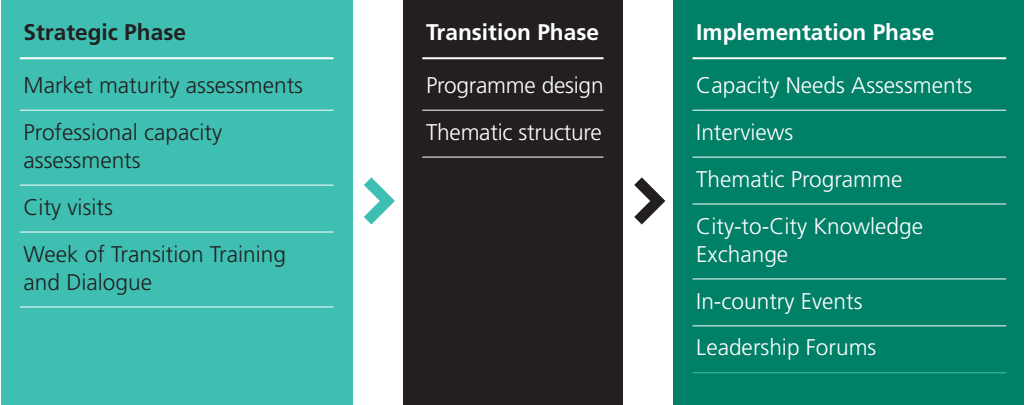 Strategic Phase
Market maturity assessments
Professional capacity
assessments
City visits
Week of Transition Training
and Dialogue
Transition Phase
Programme design
Thematic structure
Implementation Phase
Capacity Needs Assessments
Interviews
Thematic Programme
City-to-City Knowledge
Exchange
In-country Events
Leadership Forums